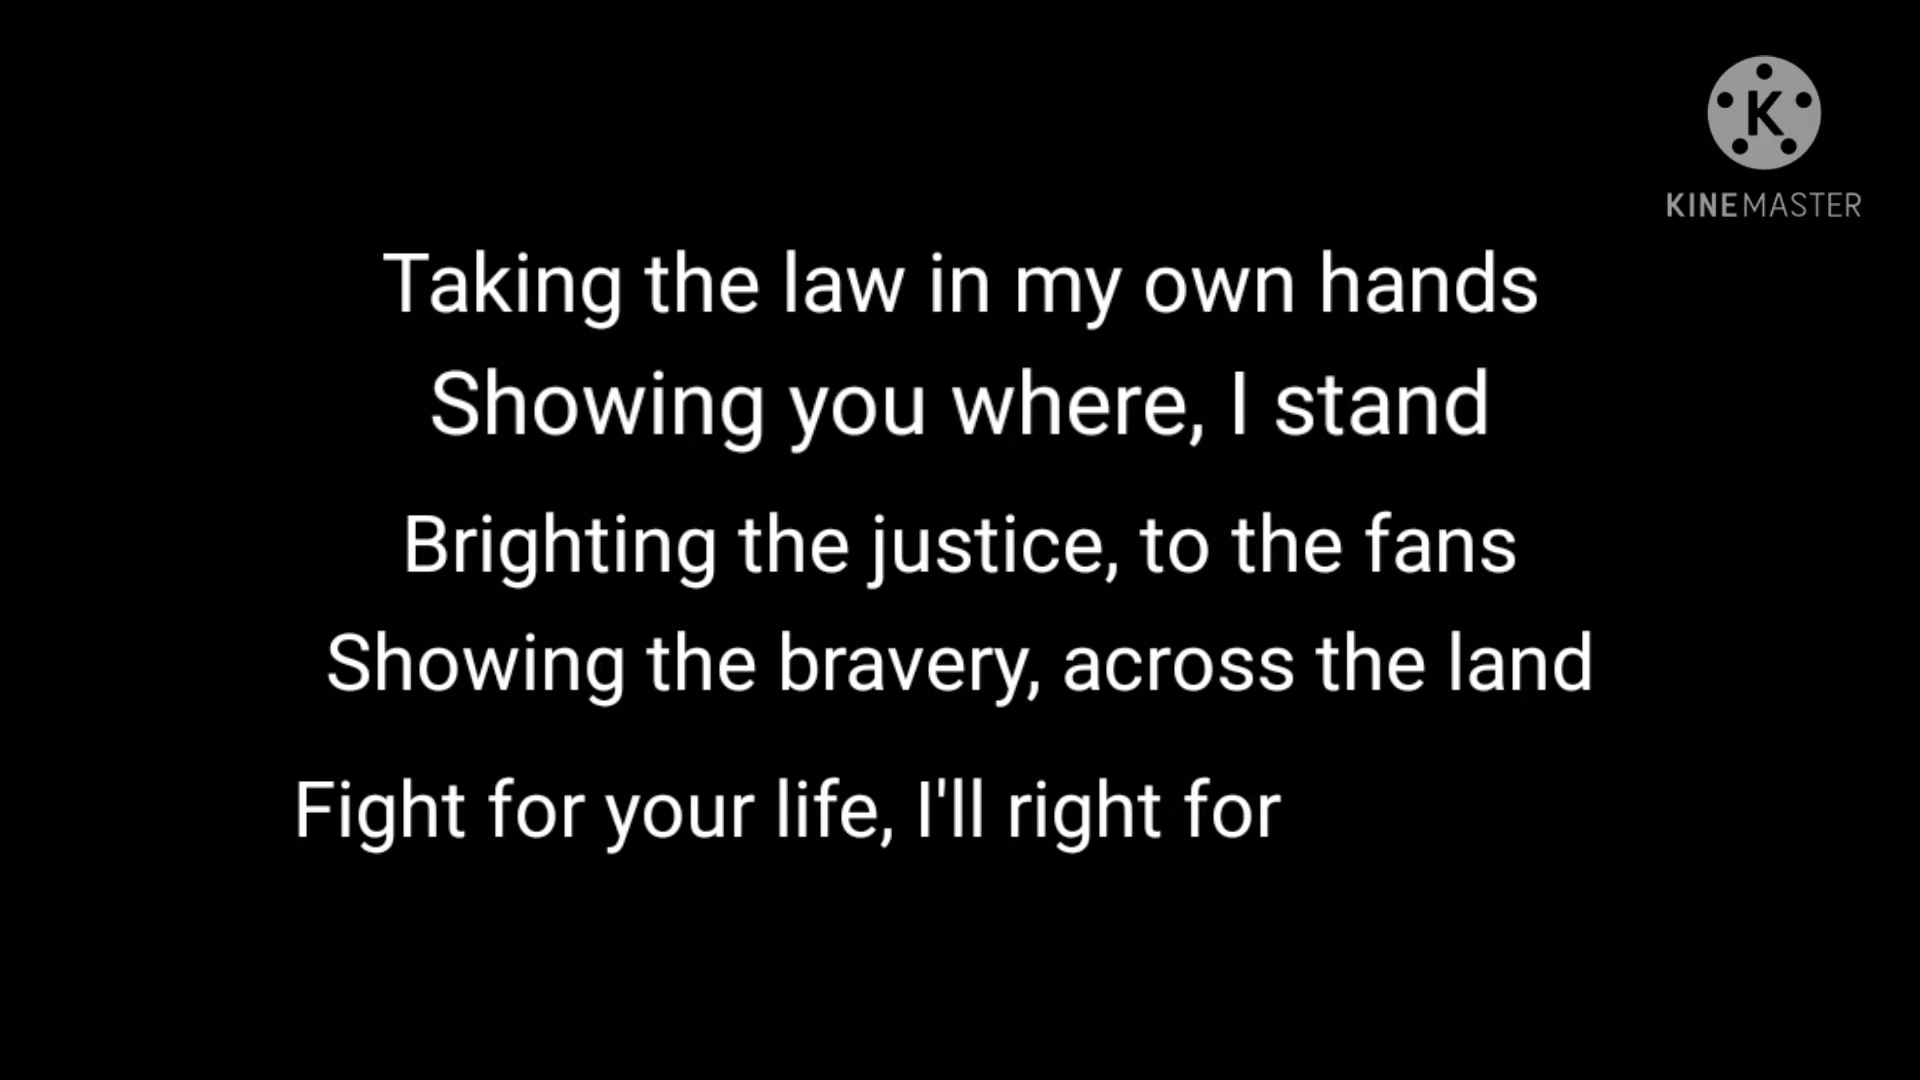 K
KINEMASTER
Taking the law in my own hands
Showing you where, I stand
Brighting the justice, to the fans
Showing the bravery, across the land
Fight for your life, I'll right for